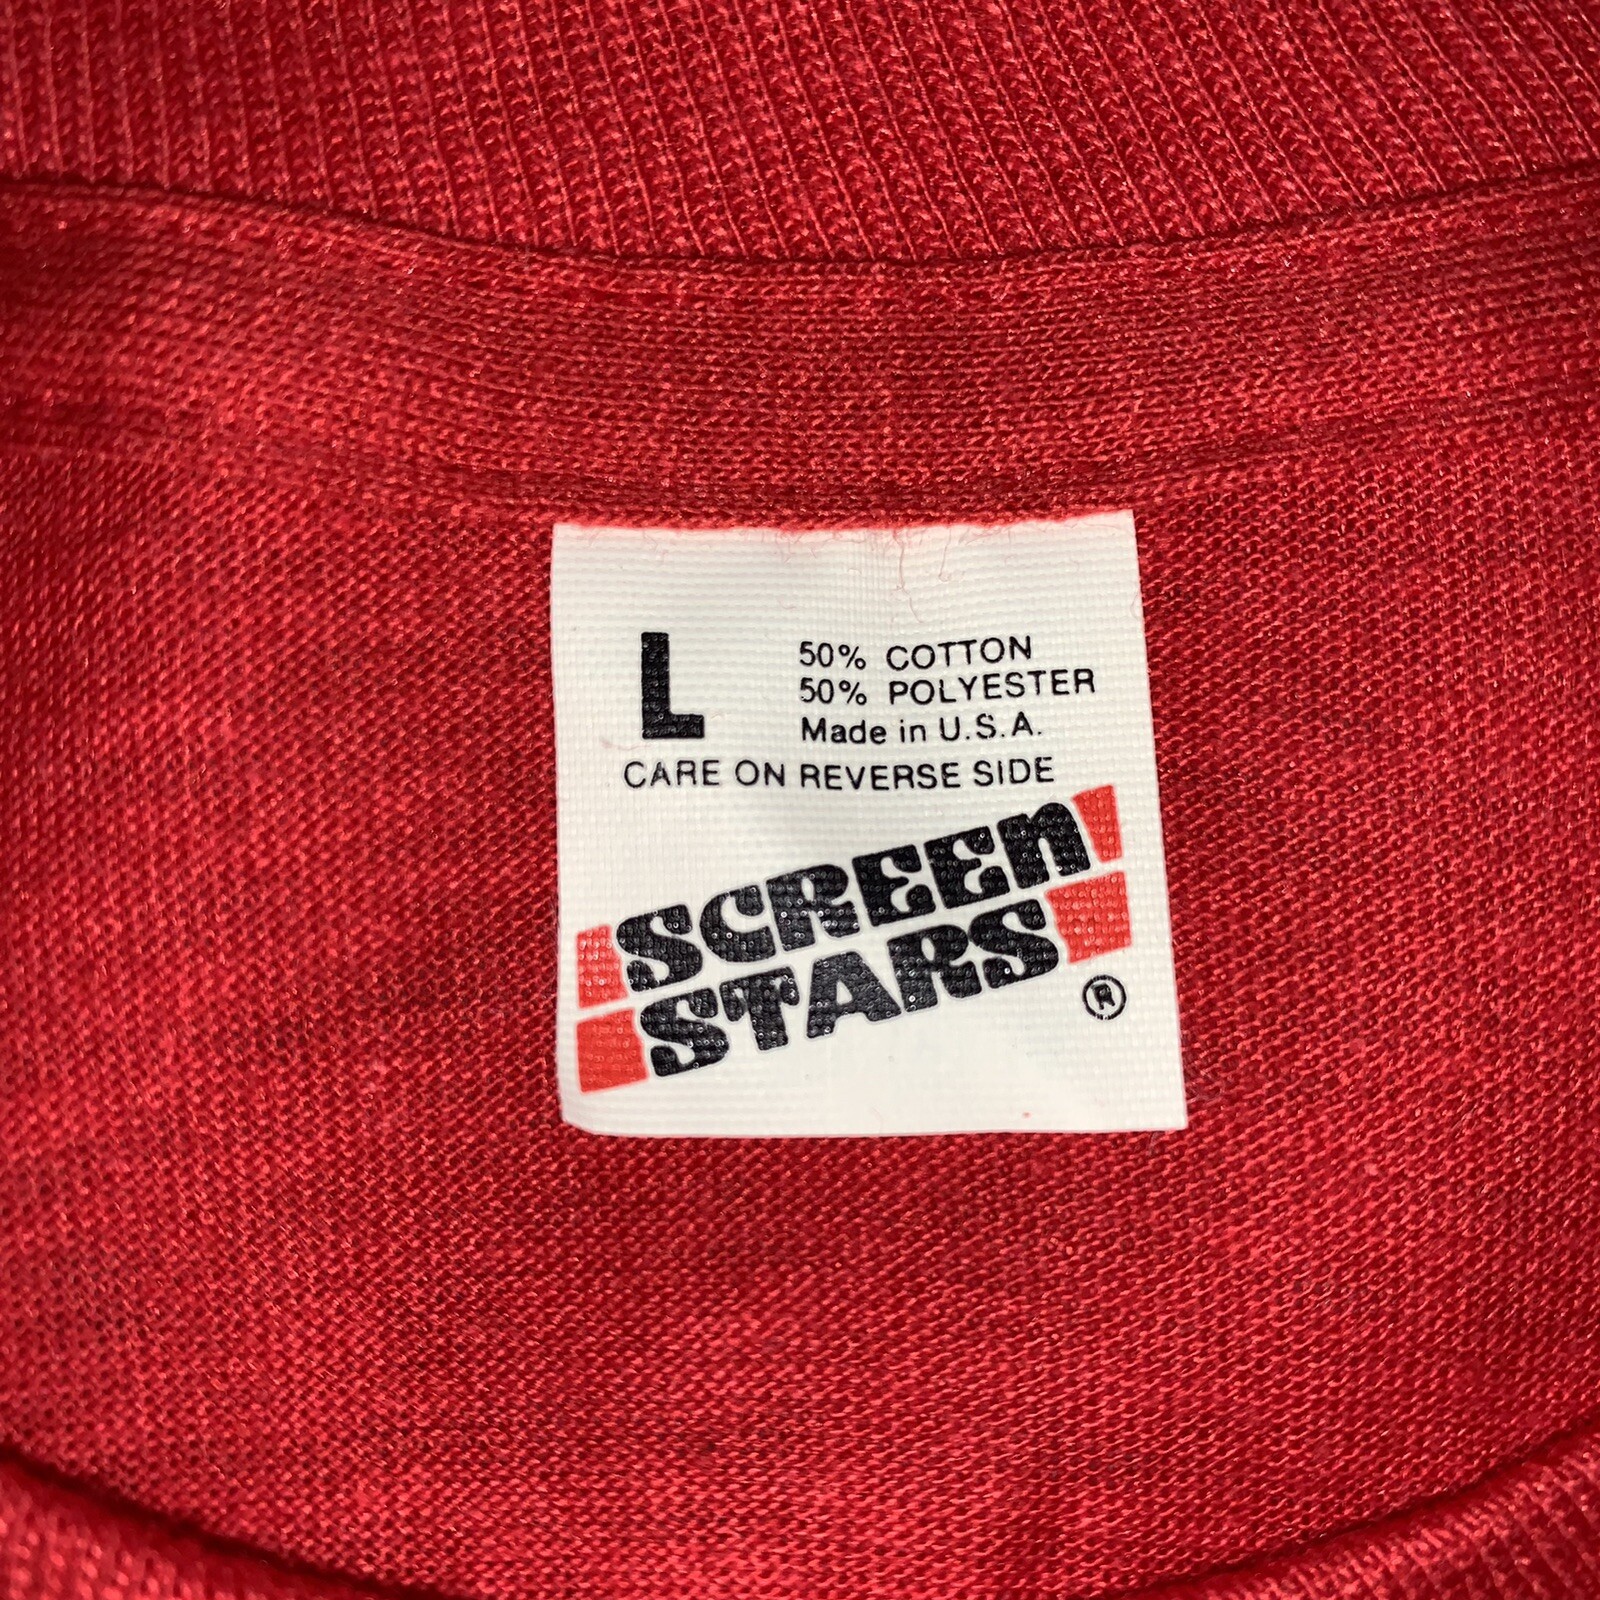 L
50% COTTON
50% POLYESTER
Made in U.S.A.
CARE ON REVERSE SIDE
SCREEN
STARS
®